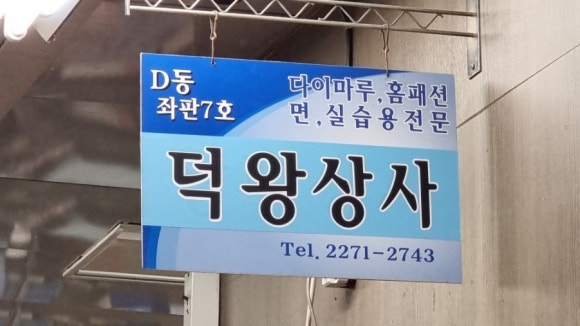 D동
좌판7호
다이마루,홈패션
면,실습용전문
덕왕상사
Tel. 2271-2743